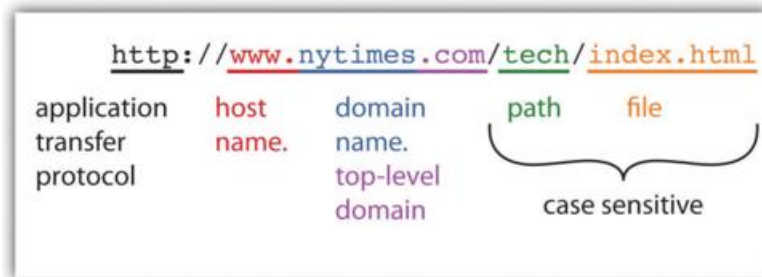 http://www.nytimes.com/tech/index.html
application host domain path file
transfer name. name.
protocol top-level
domain
case sensitive